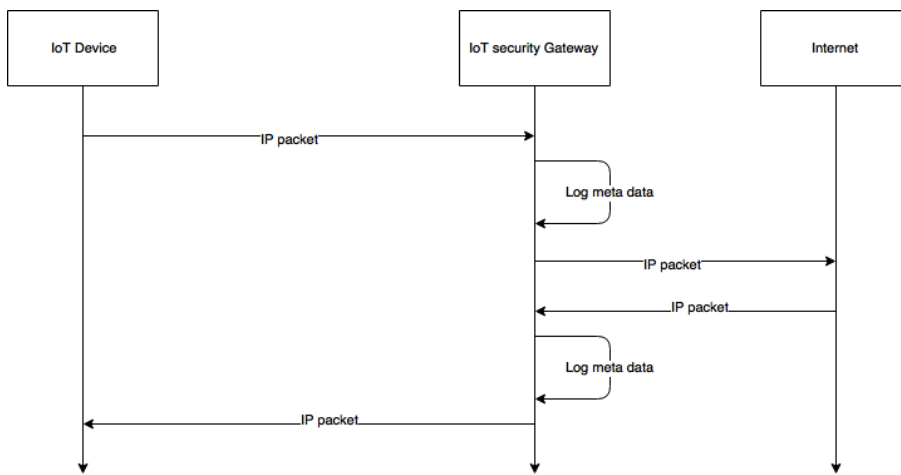 IoT Device
IoT security Gateway
Internet
IP packet
Log meta data
IP packet
IP packet
Log meta data
IP packet